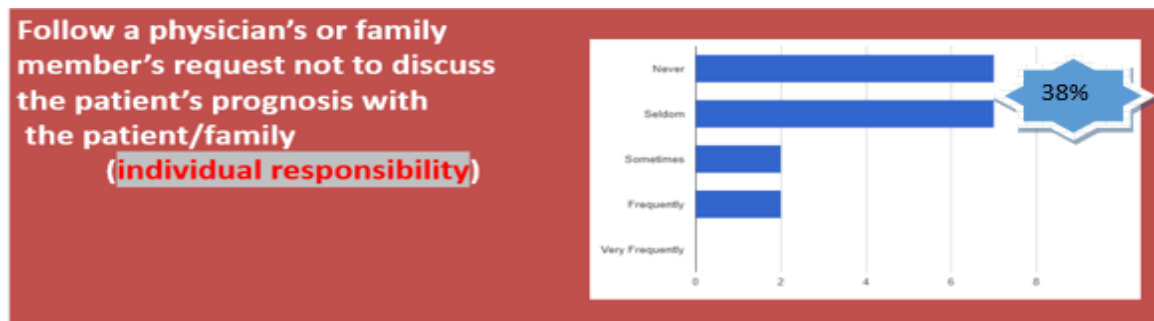 Follow a physician's or family
member's request not to discuss
the patient's prognosis with
the patient/family
(individual responsibility)
Never
Seldom
Sometimes
Frequently
Very Frequently
0 2 4 6 8
38%